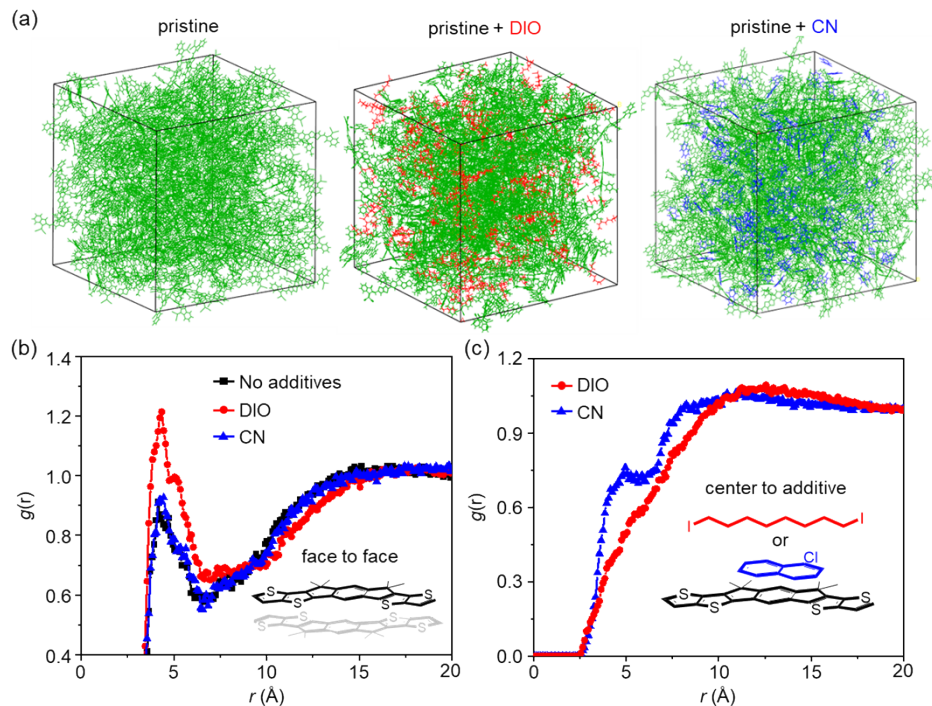 (a)
pristine
pristine + DIO
pristine + CN
(b)
1.4
1.2
1.0
0.8
0.6
0.4
g(r)
No additives
DIO
CN
face to face
S
S
S
S
S
S
S
S
0
5
10
15
20
r (Å)
(c)
1.2
0.9
0.6
0.3
0.0
g(r)
DIO
CN
center to additive
I
I
or
Cl
S
S
S
S
0
5
10
15
20
r (Å)